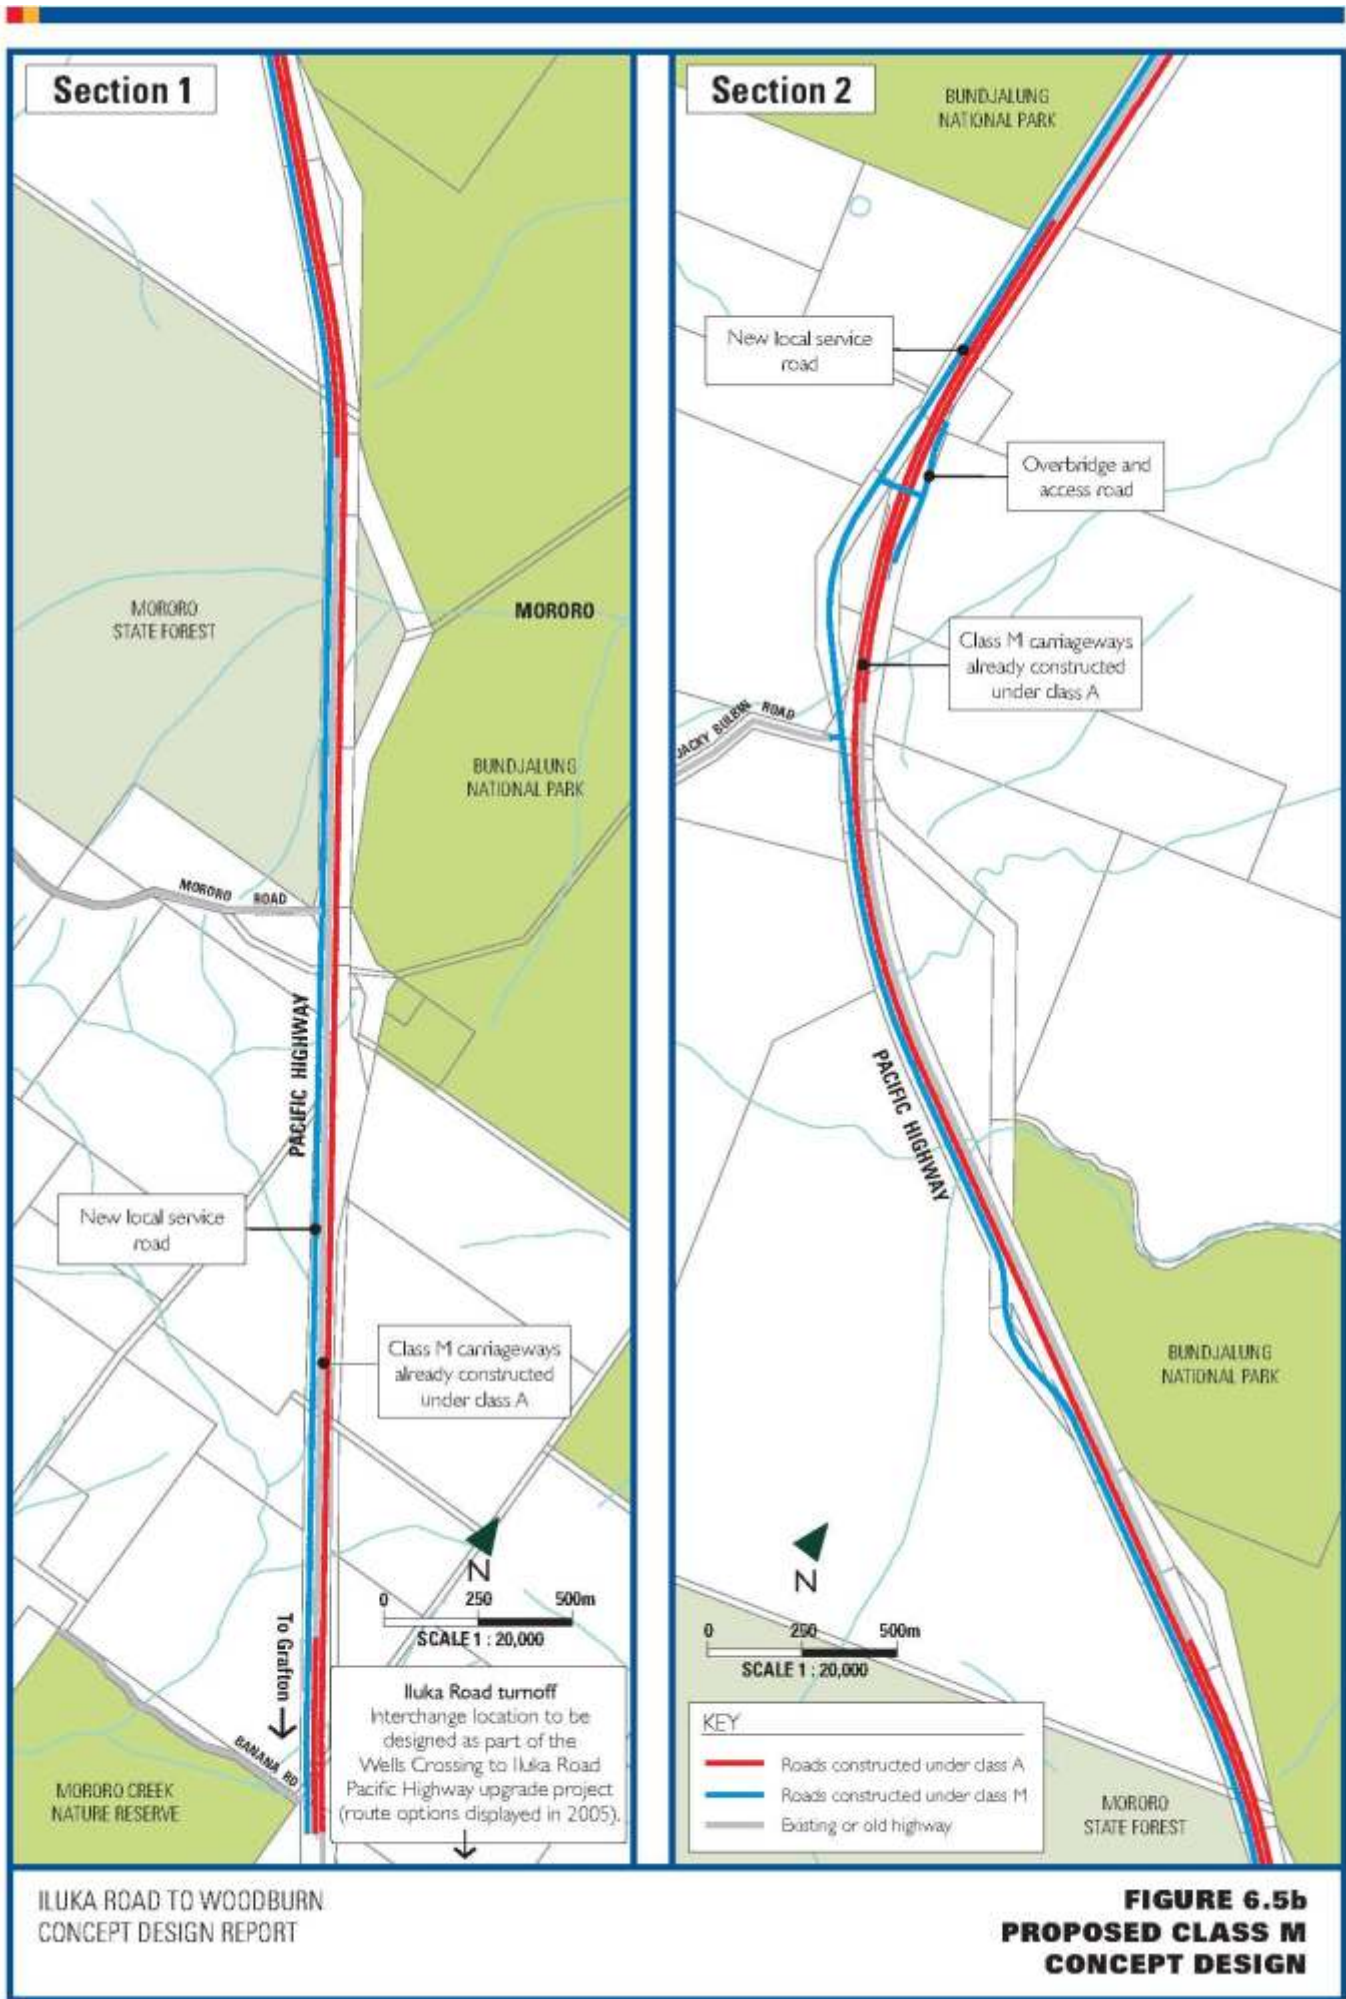 Section 1
MORORO
STATE FOREST
MORORO
BUNDJALUNG
NATIONAL PARK
MORORO ROAD
PACIFIC HIGHWAY
New local service
road
Class M carriageways
already constructed
under class A
N
0 250 500m
SCALE 1 : 20,000
To Grafton
BANANA RD
MORORO CREEK
NATURE RESERVE
Iluka Road turnoff
Interchange location to be
designed as part of the
Wells Crossing to Iluka Road
Pacific Highway upgrade project
(route options displayed in 2005).
Section 2
BUNDJALUNG
NATIONAL PARK
New local service
road
Overbridge and
access road
Class M carriageways
already constructed
under class A
JACKY BULBIN ROAD
PACIFIC HIGHWAY
BUNDJALUNG
NATIONAL PARK
N
0 250 500m
SCALE 1 : 20,000
KEY
Roads constructed under class A
Roads constructed under class M
Existing or old highway
MORORO
STATE FOREST
ILUKA ROAD TO WOODBURN
CONCEPT DESIGN REPORT
FIGURE 6.5b
PROPOSED CLASS M
CONCEPT DESIGN